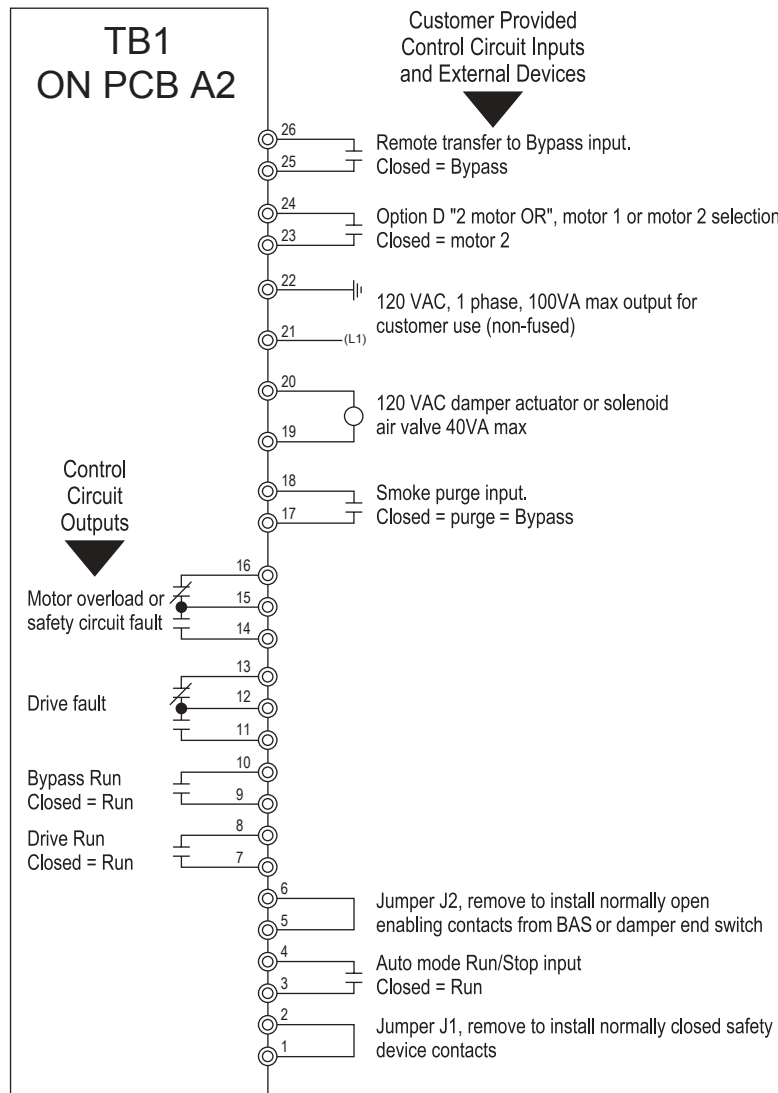 TB1
ON PCB A2
Customer Provided
Control Circuit Inputs
and External Devices
26
Remote transfer to Bypass input.
25
Closed = Bypass
24
Option D "2 motor OR", motor 1 or motor 2 selection
23
Closed = motor 2
22
120 VAC, 1 phase, 100VA max output for
customer use (non-fused)
21
(L1)
20
120 VAC damper actuator or solenoid
air valve 40VA max
19
18
Smoke purge input.
17
Closed = purge = Bypass
Control
Circuit
Outputs
16
Motor overload or
15
safety circuit fault
14
13
Drive fault
12
11
10
Bypass Run
9
Closed = Run
8
Drive Run
7
Closed = Run
6
Jumper J2, remove to install normally open
5
enabling contacts from BAS or damper end switch
4
Auto mode Run/Stop input
3
Closed = Run
2
Jumper J1, remove to install normally closed safety
1
device contacts